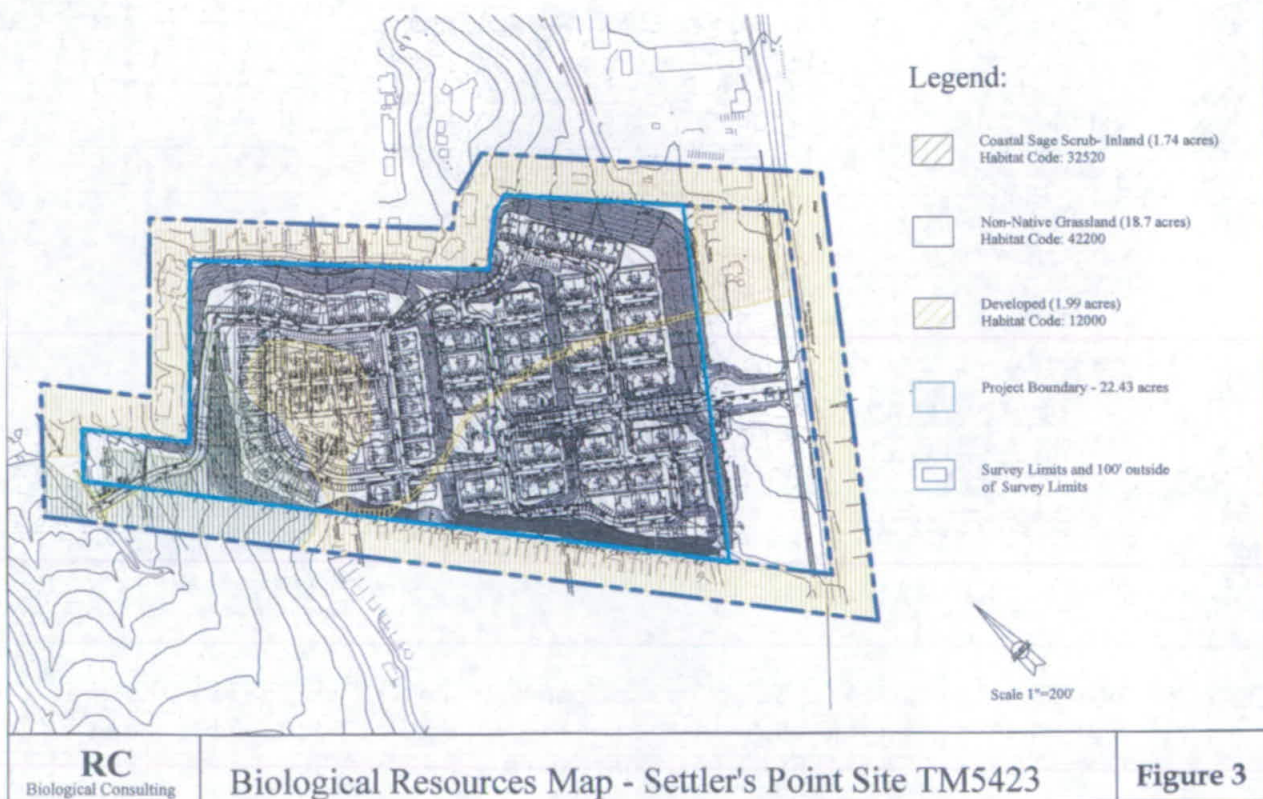 Legend:
Coastal Sage Scrub- Inland (1.74 acres)
Habitat Code: 32520
Non-Native Grassland (18.7 acres)
Habitat Code: 42200
Developed (1.99 acres)
Habitat Code: 12000
Project Boundary - 22.43 acres
Survey Limits and 100' outside
of Survey Limits
Scale 1"=200'
RC
Biological Consulting
Biological Resources Map - Settler's Point Site TM5423
Figure 3